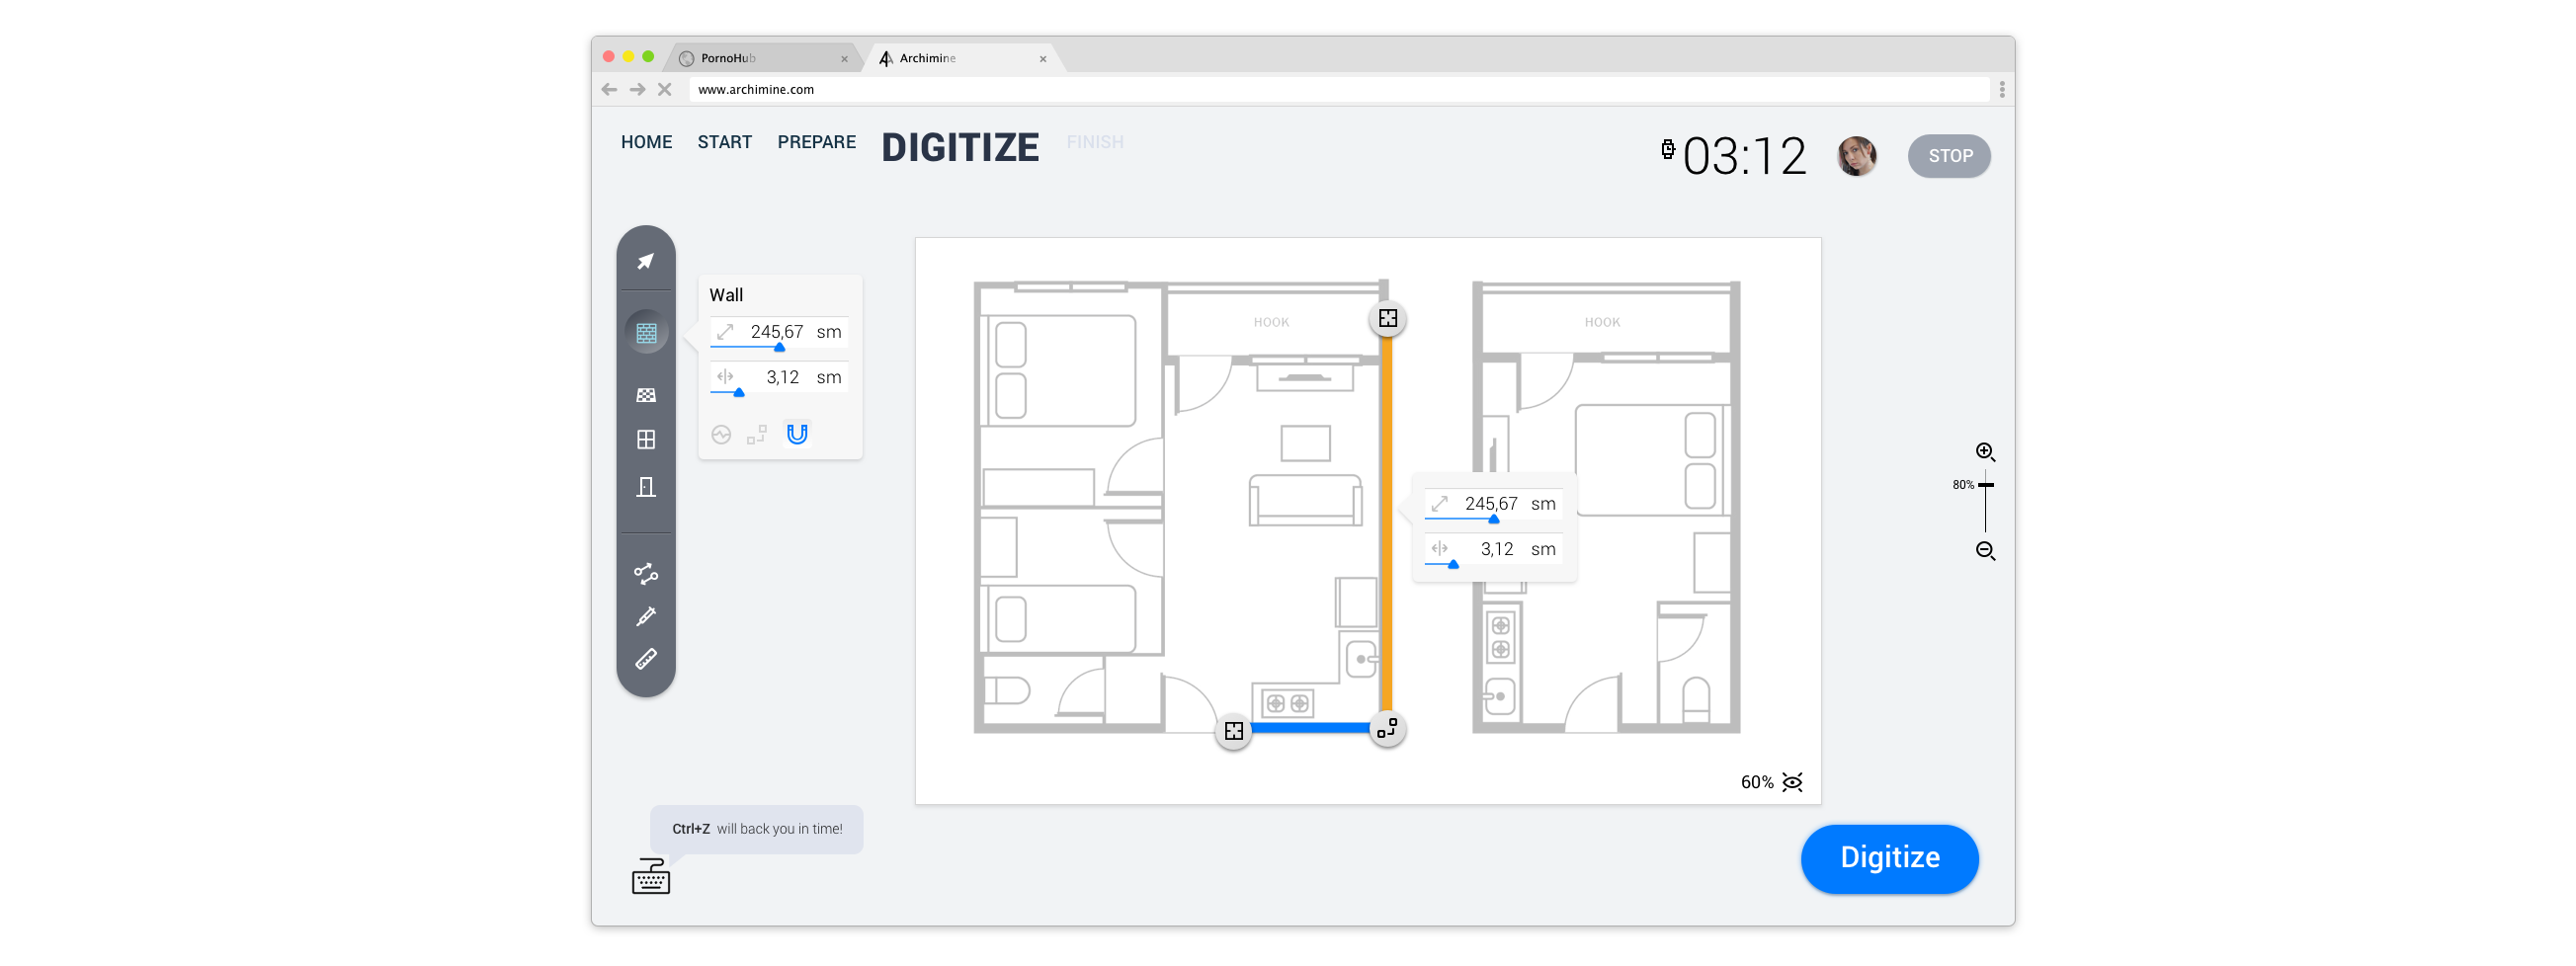 PornoHub
Archimine
www.archimine.com
HOME START PREPARE DIGITIZE FINISH
03:12
STOP
Wall
245,67 sm
3,12 sm
HOOK
HOOK
245,67 sm
3,12 sm
80%
60%
Ctrl+Z will back you in time!
Digitize